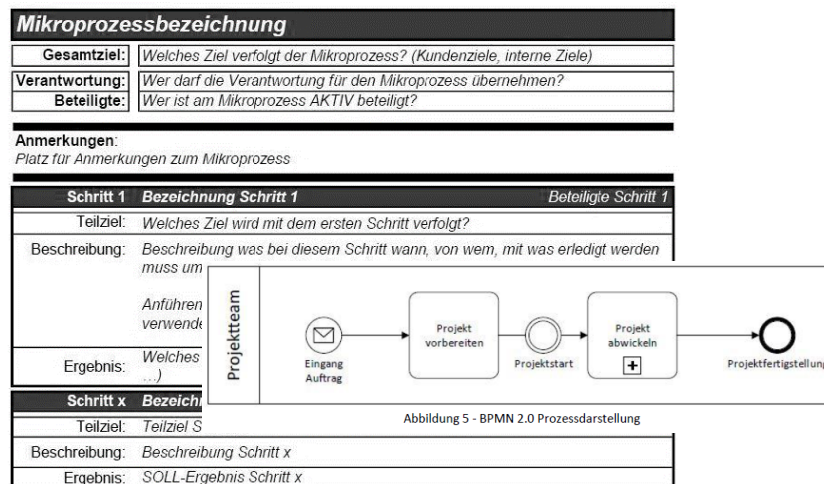 Mikroprozessbezeichnung
Gesamtziel: Welches Ziel verfolgt der Mikroprozess? (Kundenziele, interne Ziele)
Verantwortung: Wer darf die Verantwortung für den Mikroprozess übernehmen?
Beteiligte: Wer ist am Mikroprozess AKTIV beteiligt?
Anmerkungen:
Platz für Anmerkungen zum Mikroprozess
Schritt 1 Bezeichnung Schritt 1 Beteiligte Schritt 1
Teilziel: Welches Ziel wird mit dem ersten Schritt verfolgt?
Beschreibung: Beschreibung was bei diesem Schritt wann, von wem, mit was erledigt werden
muss um
Anführen
verwende
Ergebnis: Welches
...)
Schritt x Bezeichn
Teilziel: Teilziel S
Beschreibung: Beschreibung Schritt x
Ergebnis: SOLL-Ergebnis Schritt x
Projektteam
Eingang
Auftrag
Projekt
vorbereiten
Projektstart
Projekt
abwickeln
Projektfertigstellung
Abbildung 5 - BPMN 2.0 Prozessdarstellung